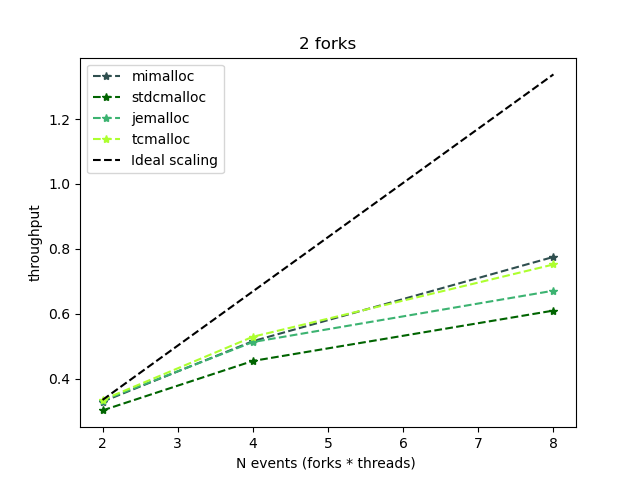 2 forks
mimalloc
stdcmalloc
jemalloc
tcmalloc
Ideal scaling
throughput
1.2
1.0
0.8
0.6
0.4
2 3 4 5 6 7 8
N events (forks * threads)